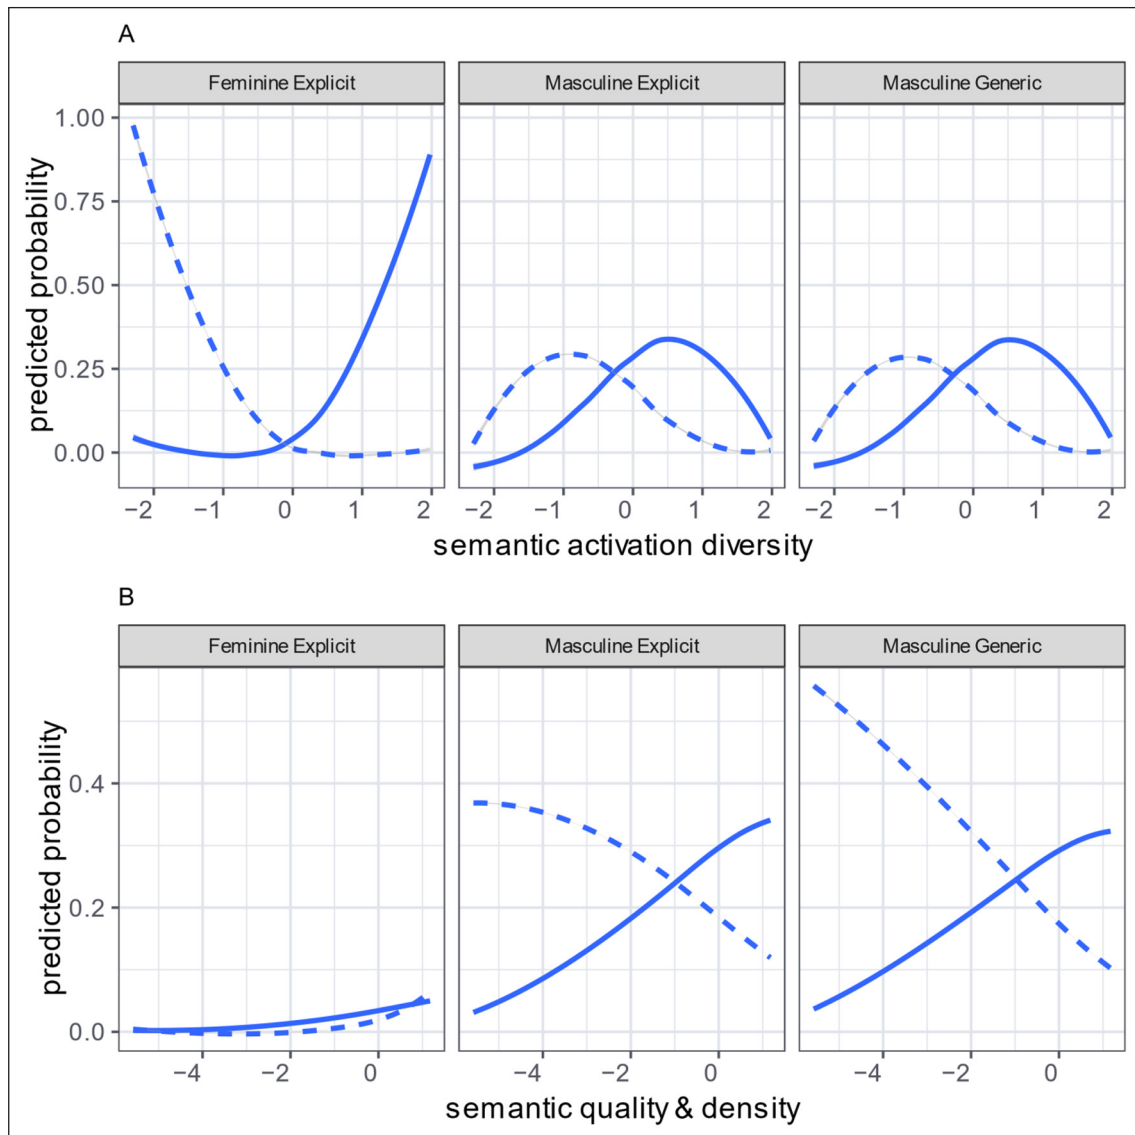 A
Feminine Explicit Masculine Explicit Masculine Generic
1.00
0.75
0.50
0.25
0.00
predicted probability
−2 −1 0 1 2 −2 −1 0 1 2 −2 −1 0 1 2
semantic activation diversity
B
Feminine Explicit Masculine Explicit Masculine Generic
0.4
0.2
0.0
predicted probability
−4 −2 0 −4 −2 0 −4 −2 0
semantic quality & density